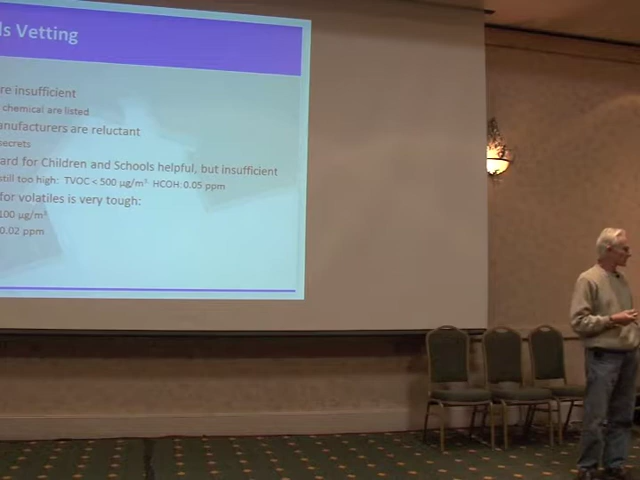 ls Vetting
re insufficient
chemical are listed
anufacturers are reluctant
secrets
ard for Children and Schools helpful, but insufficient
still too high: TVOC < 500 µg/m³ HCOH: 0.05 ppm
for volatiles is very tough:
100 µg/m³
0.02 ppm